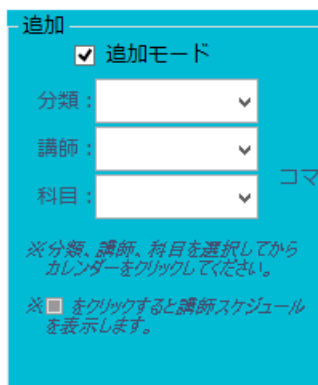 追加
追加モード
分類：
講師：
科目：
コマ
※分類、講師、科目を選択してから
カレンダーをクリックしてください。
※ をクリックすると講師スケジュール
を表示します。